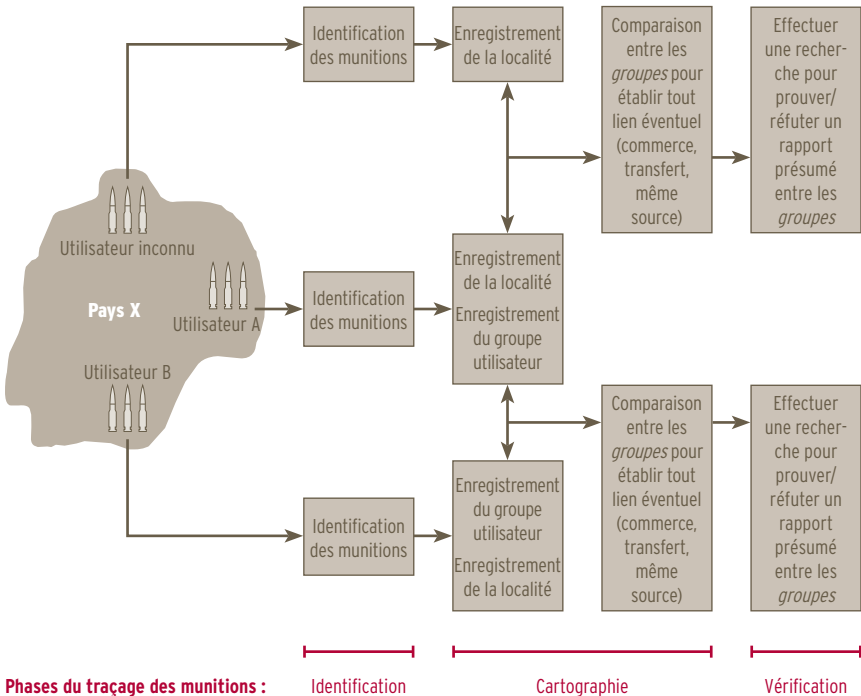 Identification
des munitions
Enregistrement
de la localité
Comparaison
entre les
groupes pour
établir tout
lien éventuel
(commerce,
transfert,
même
source)
Effectuer
une recher-
che pour
prouver/
réfuter un
rapport
présumé
entre les
groupes
Utilisateur inconnu
Pays X
Utilisateur A
Utilisateur B
Identification
des munitions
Enregistrement
de la localité
Enregistrement
du groupe
utilisateur
Identification
des munitions
Enregistrement
du groupe
utilisateur
Enregistrement
de la localité
Comparaison
entre les
groupes pour
établir tout
lien éventuel
(commerce,
transfert,
même
source)
Effectuer
une recher-
che pour
prouver/
réfuter un
rapport
présumé
entre les
groupes
Phases du traçage des munitions : Identification Cartographie Vérification